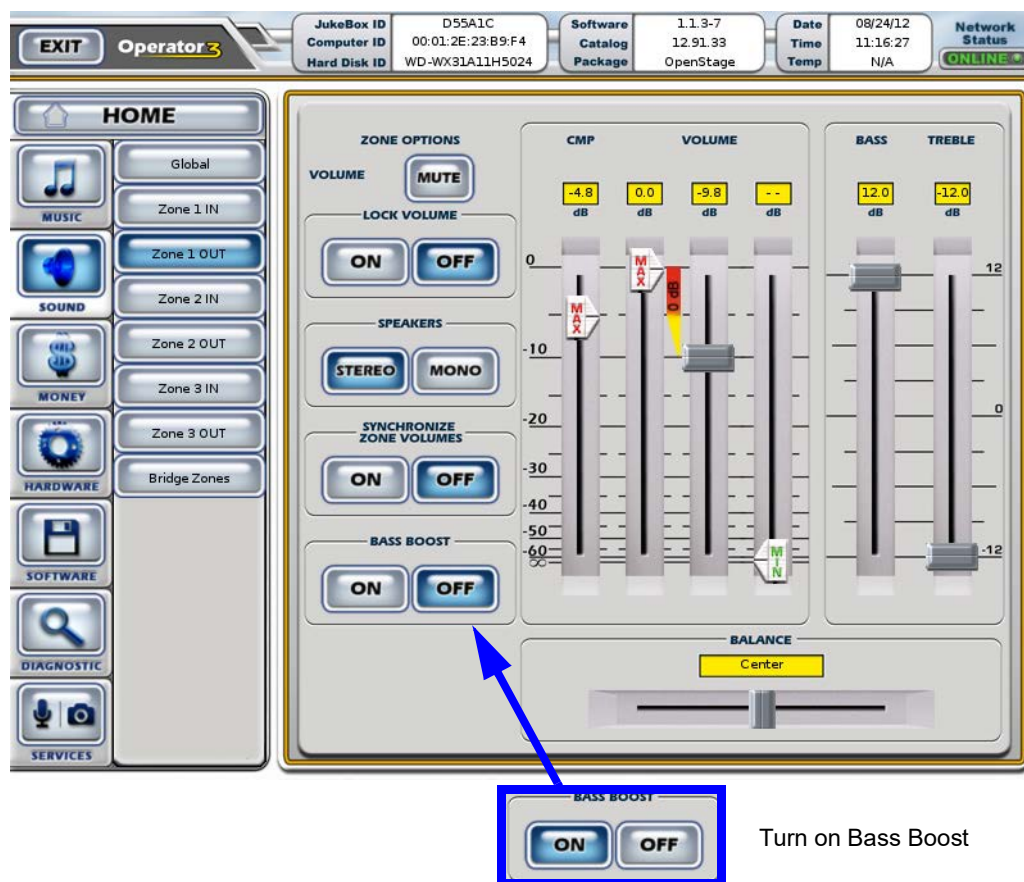 EXIT
Operator 3
JukeBox ID D55A1C
Computer ID 00:01:2E:23:B9:F4
Hard Disk ID WD-WX31A11H5024
Software 1.1.3-7
Catalog 12.91.33
Package OpenStage
Date 08/24/12
Time 11:16:27
Temp N/A
Network
Status
ONLINE
HOME
MUSIC
SOUND
MONEY
HARDWARE
SOFTWARE
DIAGNOSTIC
SERVICES
Global
Zone 1 IN
Zone 1 OUT
Zone 2 IN
Zone 2 OUT
Zone 3 IN
Zone 3 OUT
Bridge Zones
ZONE OPTIONS
VOLUME MUTE
LOCK VOLUME
ON OFF
SPEAKERS
STEREO MONO
SYNCHRONIZE
ZONE VOLUMES
ON OFF
BASS BOOST
ON OFF
CMP VOLUME
-4.8 0.0 -9.8 - -
dB dB dB dB
0
-10
-20
-30
-40
-50
-60
∞
MAX
MAX
0 dB
MIN
BASS TREBLE
12.0 -12.0
dB dB
12
0
-12
BALANCE
Center
BASS BOOST
ON OFF
Turn on Bass Boost